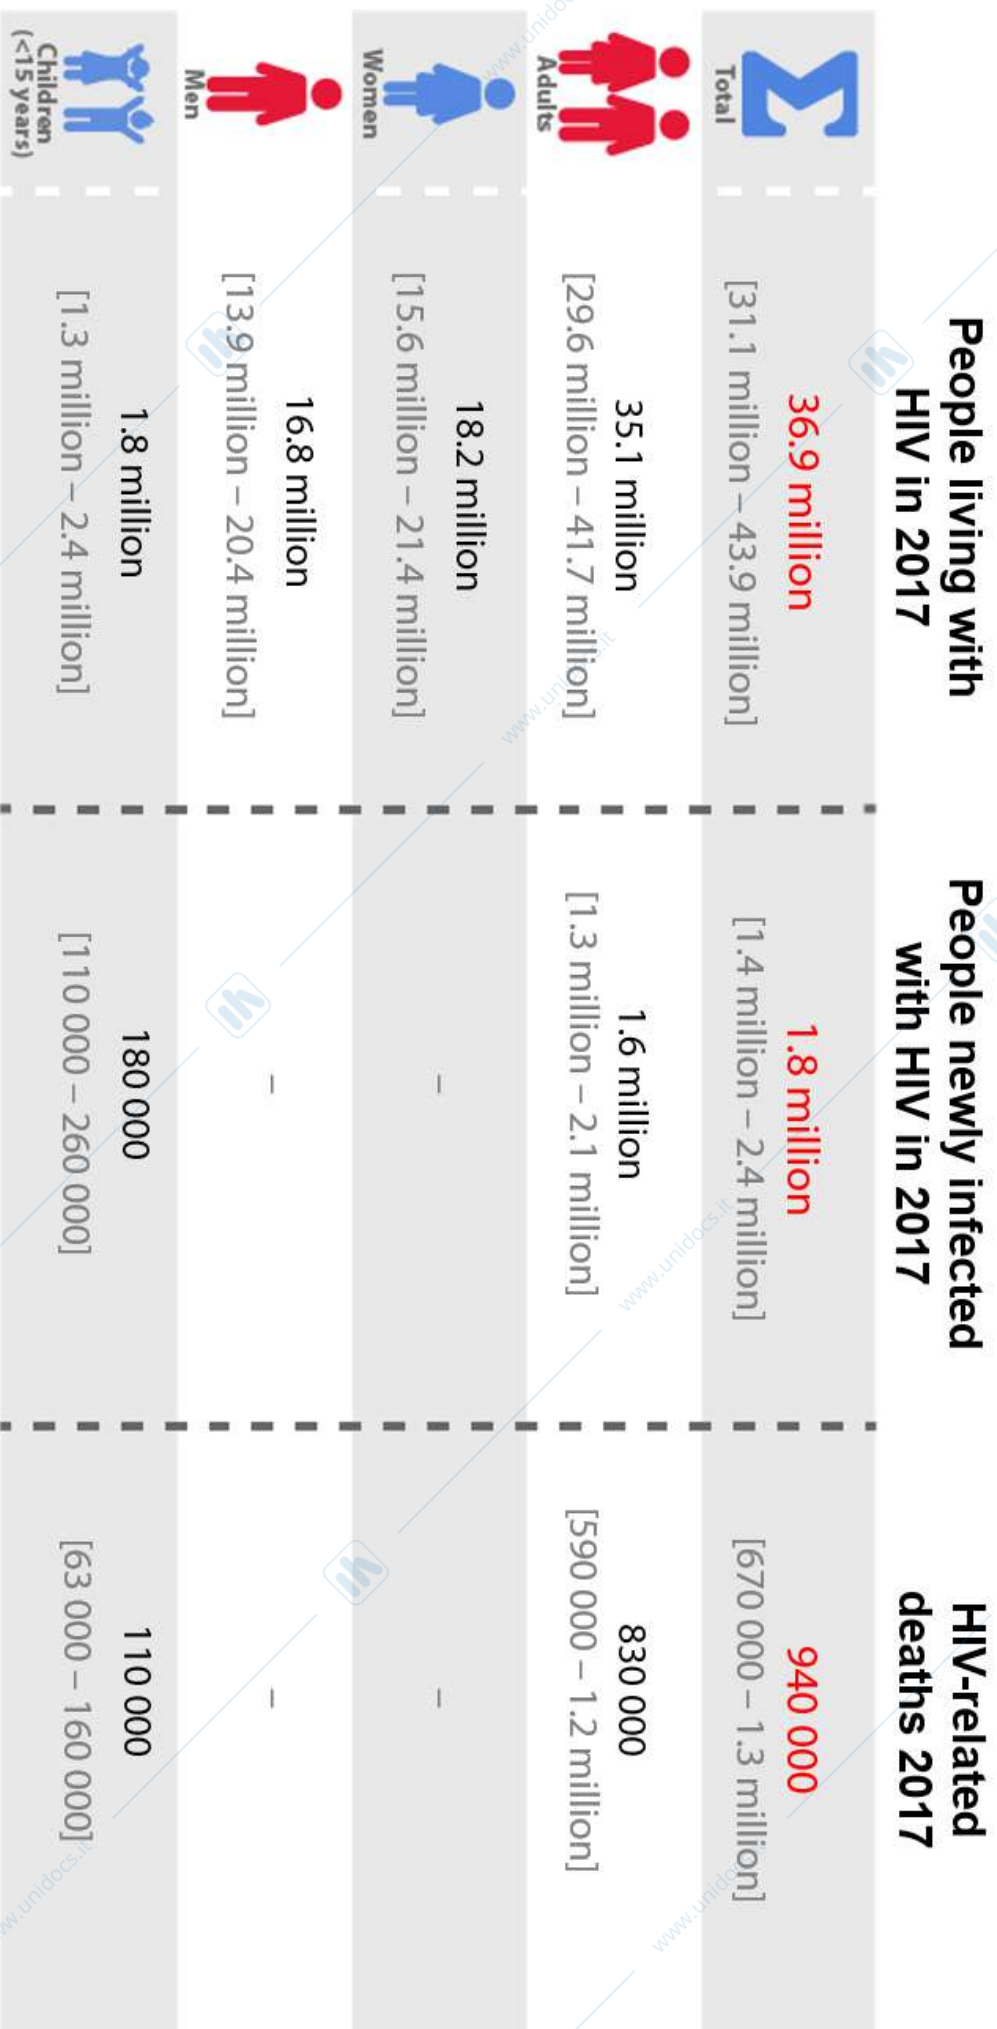 People living with
HIV in 2017
People newly infected
with HIV in 2017
HIV-related
deaths 2017
Total
36.9 million
[31.1 million – 43.9 million]
1.8 million
[1.4 million – 2.4 million]
940 000
[670 000 – 1.3 million]
Adults
35.1 million
[29.6 million – 41.7 million]
1.6 million
[1.3 million – 2.1 million]
830 000
[590 000 – 1.2 million]
Women
18.2 million
[15.6 million – 21.4 million]
–
–
Men
16.8 million
[13.9 million – 20.4 million]
–
–
Children
(<15 years)
1.8 million
[1.3 million – 2.4 million]
180 000
[110 000 – 260 000]
110 000
[63 000 – 160 000]
www.unidocs.it